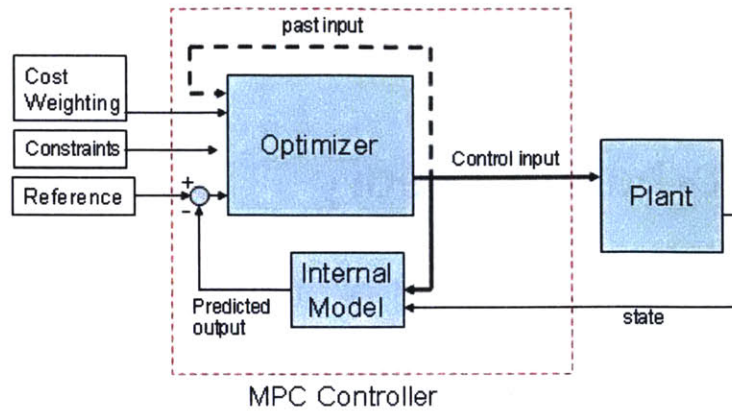 past input
Cost
Weighting
Constraints
Reference
+
−
Optimizer
Control input
Plant
Internal
Model
Predicted
output
state
MPC Controller